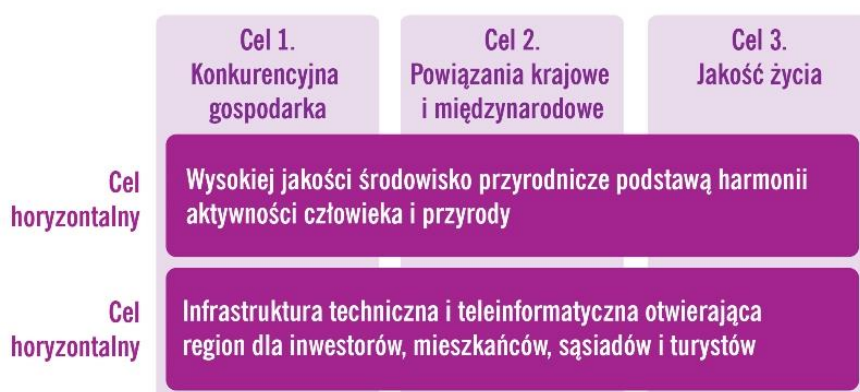 Cel 1.
Konkurencyjna
gospodarka
Cel 2.
Powiązania krajowe
i międzynarodowe
Cel 3.
Jakość życia
Cel
horyzontalny
Wysokiej jakości środowisko przyrodnicze podstawą harmonii
aktywności człowieka i przyrody
Cel
horyzontalny
Infrastruktura techniczna i teleinformatyczna otwierająca
region dla inwestorów, mieszkańców, sąsiadów i turystów